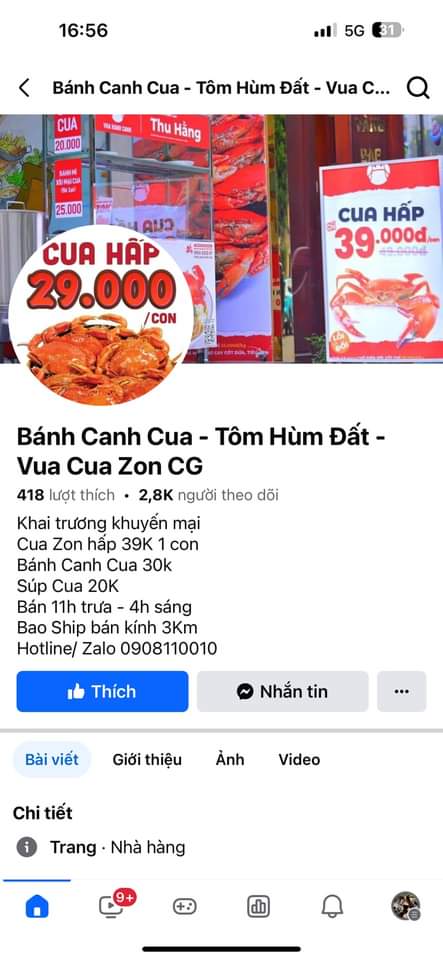 16:56
5G
31
Bánh Canh Cua - Tôm Hùm Đất - Vua C...
CUA
20.000
25.000
Thu Hằng
CUA HẤP
39.000đ
49.000đ
CUA HẤP
29.000
/CON
Bánh Canh Cua - Tôm Hùm Đất -
Vua Cua Zon CG
418 lượt thích • 2,8K người theo dõi
Khai trương khuyến mại
Cua Zon hấp 39K 1 con
Bánh Canh Cua 30k
Súp Cua 20K
Bán 11h trưa - 4h sáng
Bao Ship bán kính 3Km
Hotline/ Zalo 0908110010
Thích
Nhắn tin
Bài viết
Giới thiệu
Ảnh
Video
Chi tiết
Trang · Nhà hàng
9+